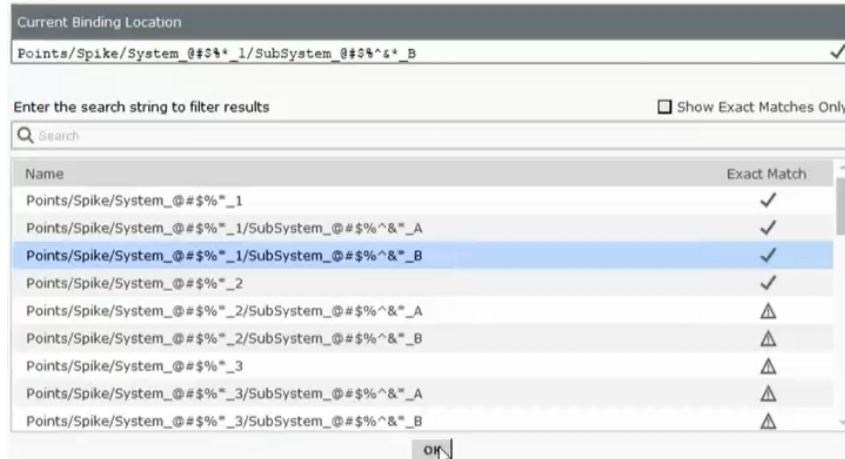 Current Binding Location
Points/Spike/System_@#$%*_1/SubSystem_@#$%^&*_B
Enter the search string to filter results
Show Exact Matches Only
Search
Name Exact Match
Points/Spike/System_@#$%*_1
Points/Spike/System_@#$%*_1/SubSystem_@#$%^&*_A
Points/Spike/System_@#$%*_1/SubSystem_@#$%^&*_B
Points/Spike/System_@#$%*_2
Points/Spike/System_@#$%*_2/SubSystem_@#$%^&*_A
Points/Spike/System_@#$%*_2/SubSystem_@#$%^&*_B
Points/Spike/System_@#$%*_3
Points/Spike/System_@#$%*_3/SubSystem_@#$%^&*_A
Points/Spike/System_@#$%*_3/SubSystem_@#$%^&*_B
OK